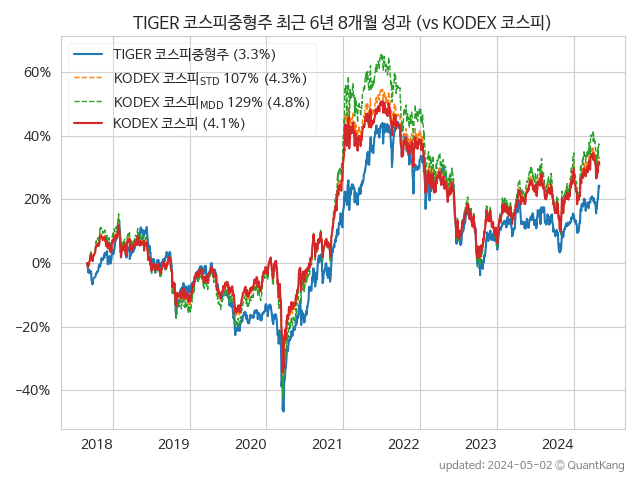 TIGER 코스피중형주 최근 6년 8개월 성과 (vs KODEX 코스피)
TIGER 코스피중형주 (3.3%)
KODEX 코스피STD 107% (4.3%)
KODEX 코스피MDD 129% (4.8%)
KODEX 코스피 (4.1%)
60%
40%
20%
0%
−20%
−40%
2018 2019 2020 2021 2022 2023 2024
updated: 2024-05-02 © QuantKang